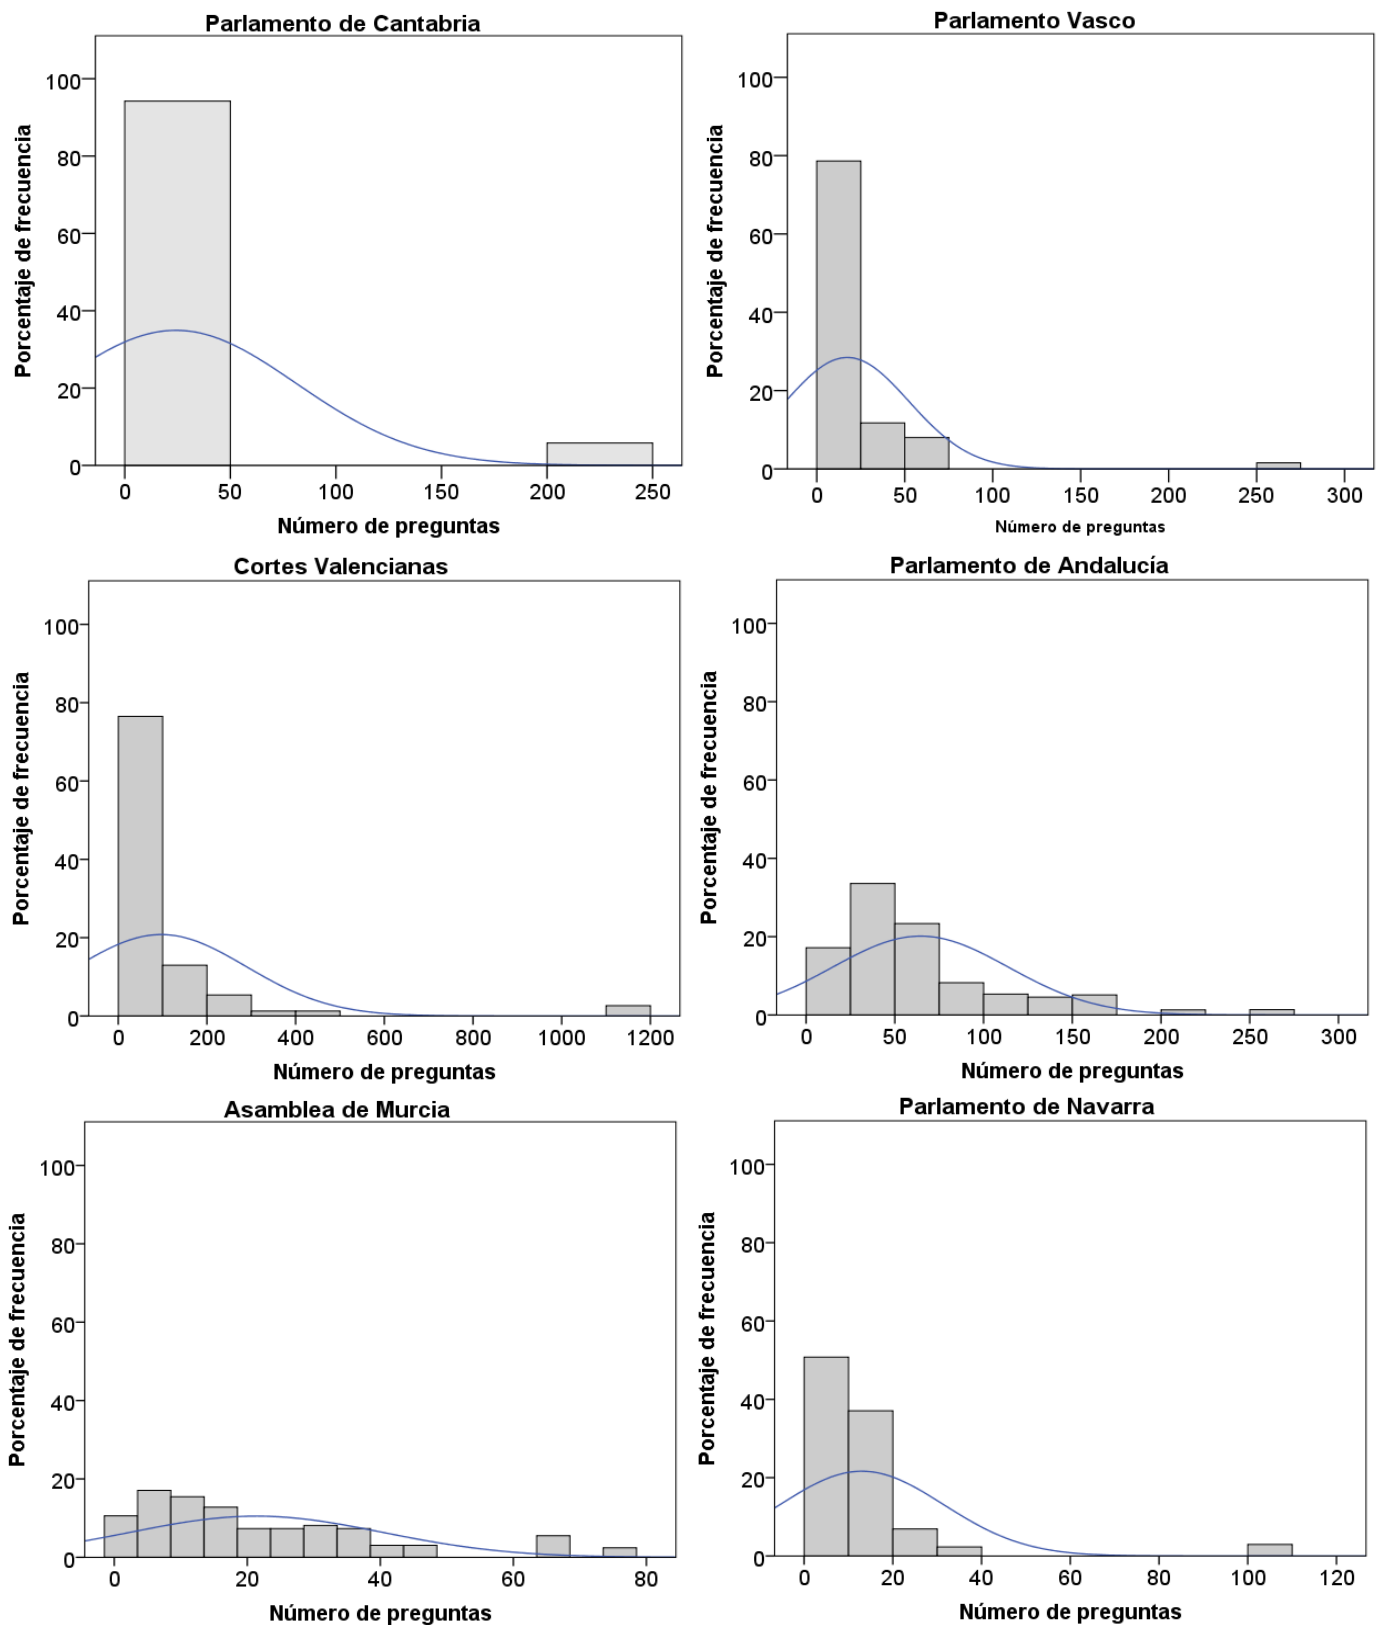 Parlamento de Cantabria
Porcentaje de frecuencia
100
80
60
40
20
0
0 50 100 150 200 250
Número de preguntas
Parlamento Vasco
Porcentaje de frecuencia
100
80
60
40
20
0
0 50 100 150 200 250 300
Número de preguntas
Cortes Valencianas
Porcentaje de frecuencia
100
80
60
40
20
0
0 200 400 600 800 1000 1200
Número de preguntas
Parlamento de Andalucía
Porcentaje de frecuencia
100
80
60
40
20
0
0 50 100 150 200 250 300
Número de preguntas
Asamblea de Murcia
Porcentaje de frecuencia
100
80
60
40
20
0
0 20 40 60 80
Número de preguntas
Parlamento de Navarra
Porcentaje de frecuencia
100
80
60
40
20
0
0 20 40 60 80 100 120
Número de preguntas